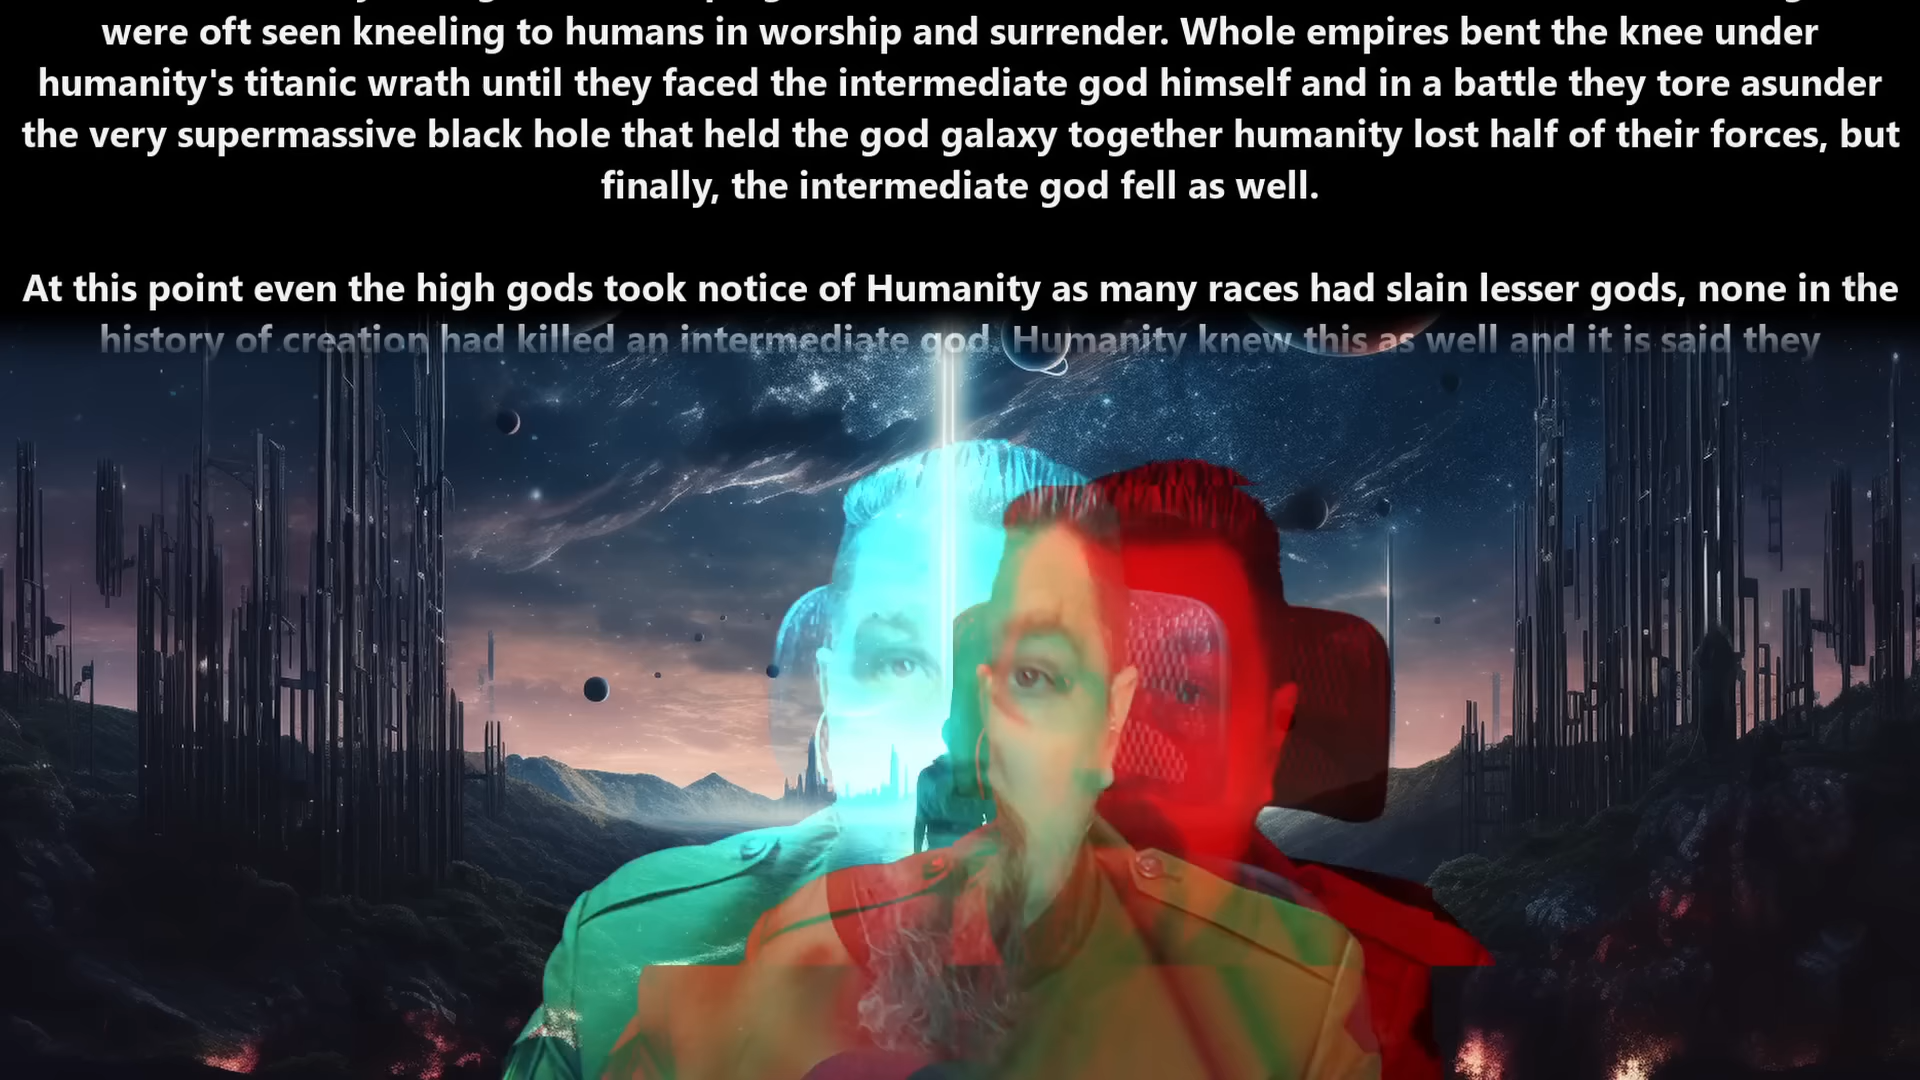 were oft seen kneeling to humans in worship and surrender. Whole empires bent the knee under
humanity's titanic wrath until they faced the intermediate god himself and in a battle they tore asunder
the very supermassive black hole that held the god galaxy together humanity lost half of their forces, but
finally, the intermediate god fell as well.
At this point even the high gods took notice of Humanity as many races had slain lesser gods, none in the
history of creation had killed an intermediate god. Humanity knew this as well and it is said they